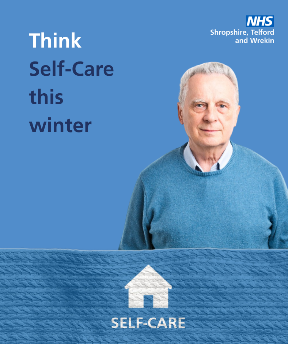 NHS
Shropshire, Telford
and Wrekin
Think
Self-Care
this
winter
SELF-CARE